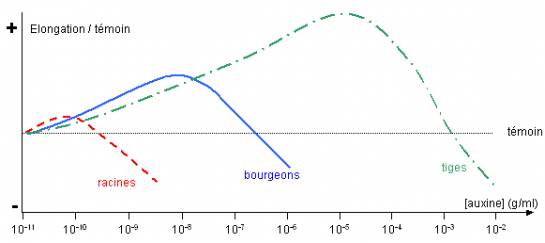 +
Elongation / témoin
témoin
racines
bourgeons
tiges
-
[auxine] (g/ml)
10-11 10-10 10-9 10-8 10-7 10-6 10-5 10-4 10-3 10-2